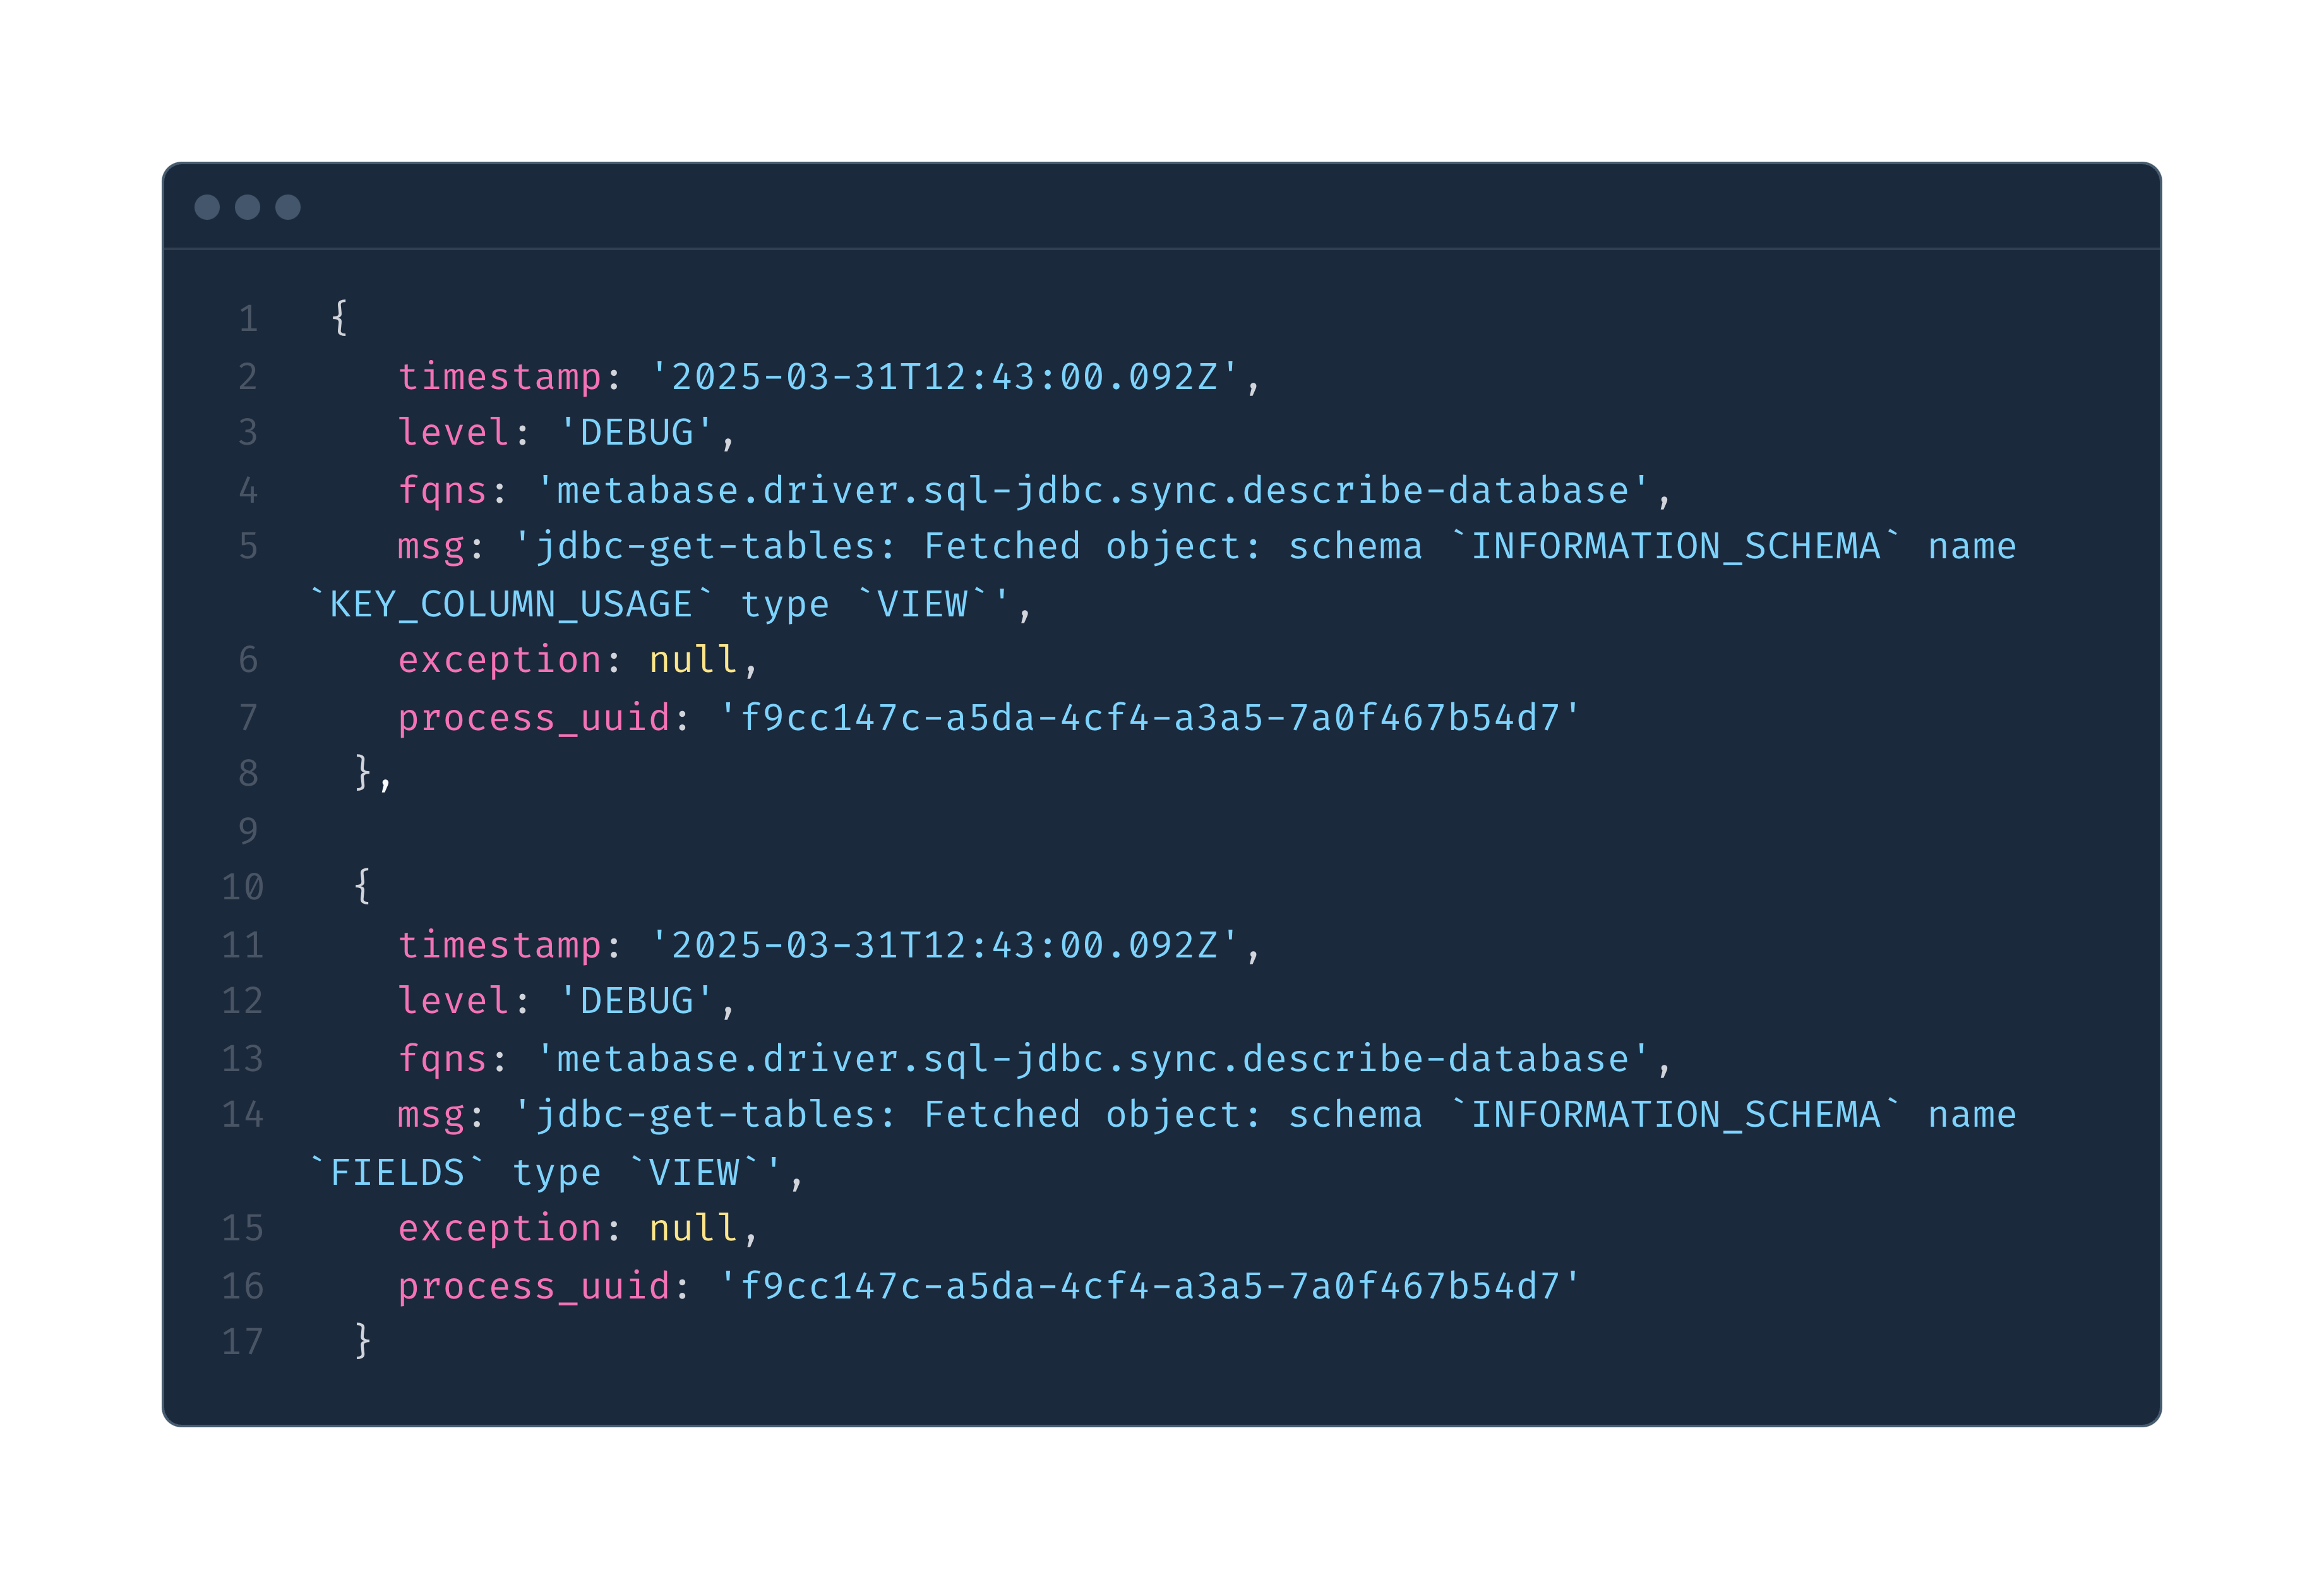 1 {
2 timestamp: '2025-03-31T12:43:00.092Z',
3 level: 'DEBUG',
4 fqns: 'metabase.driver.sql-jdbc.sync.describe-database',
5 msg: 'jdbc-get-tables: Fetched object: schema `INFORMATION_SCHEMA` name
`KEY_COLUMN_USAGE` type `VIEW`',
6 exception: null,
7 process_uuid: 'f9cc147c-a5da-4cf4-a3a5-7a0f467b54d7'
8 },
9
10 {
11 timestamp: '2025-03-31T12:43:00.092Z',
12 level: 'DEBUG',
13 fqns: 'metabase.driver.sql-jdbc.sync.describe-database',
14 msg: 'jdbc-get-tables: Fetched object: schema `INFORMATION_SCHEMA` name
`FIELDS` type `VIEW`',
15 exception: null,
16 process_uuid: 'f9cc147c-a5da-4cf4-a3a5-7a0f467b54d7'
17 }